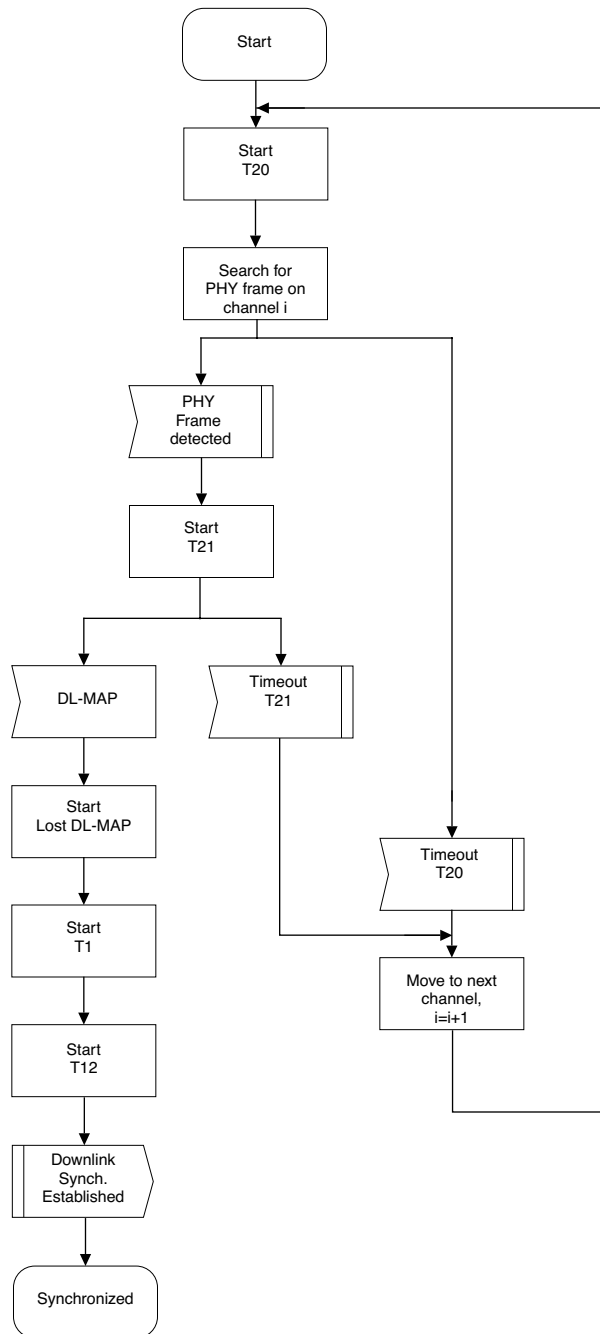 Start
Start
T20
Search for
PHY frame on
channel i
PHY
Frame
detected
Start
T21
DL-MAP
Timeout
T21
Start
Lost DL-MAP
Timeout
T20
Start
T1
Move to next
channel,
i=i+1
Start
T12
Downlink
Synch.
Established
Synchronized